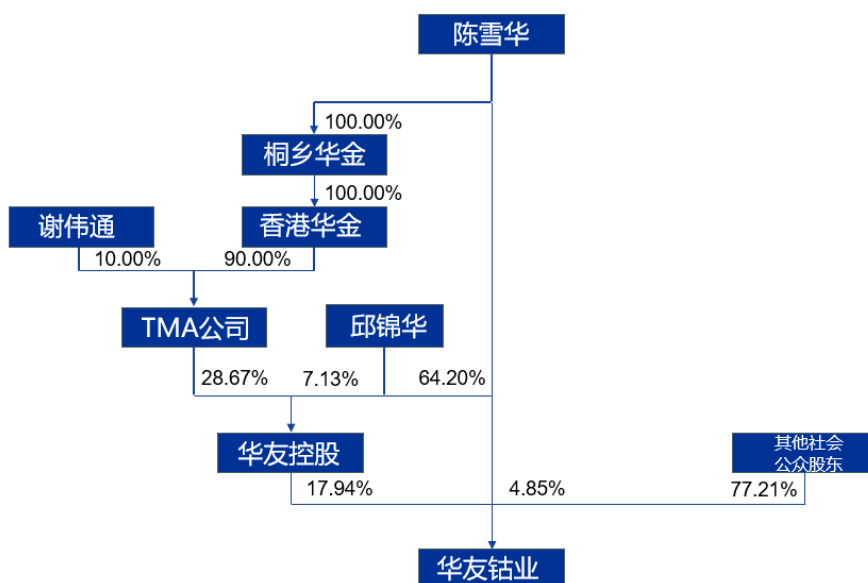 陈雪华
100.00%
桐乡华金
100.00%
谢伟通
香港华金
10.00%
90.00%
TMA公司
邱锦华
28.67%
7.13%
64.20%
华友控股
其他社会
公众股东
17.94%
4.85%
77.21%
华友钴业